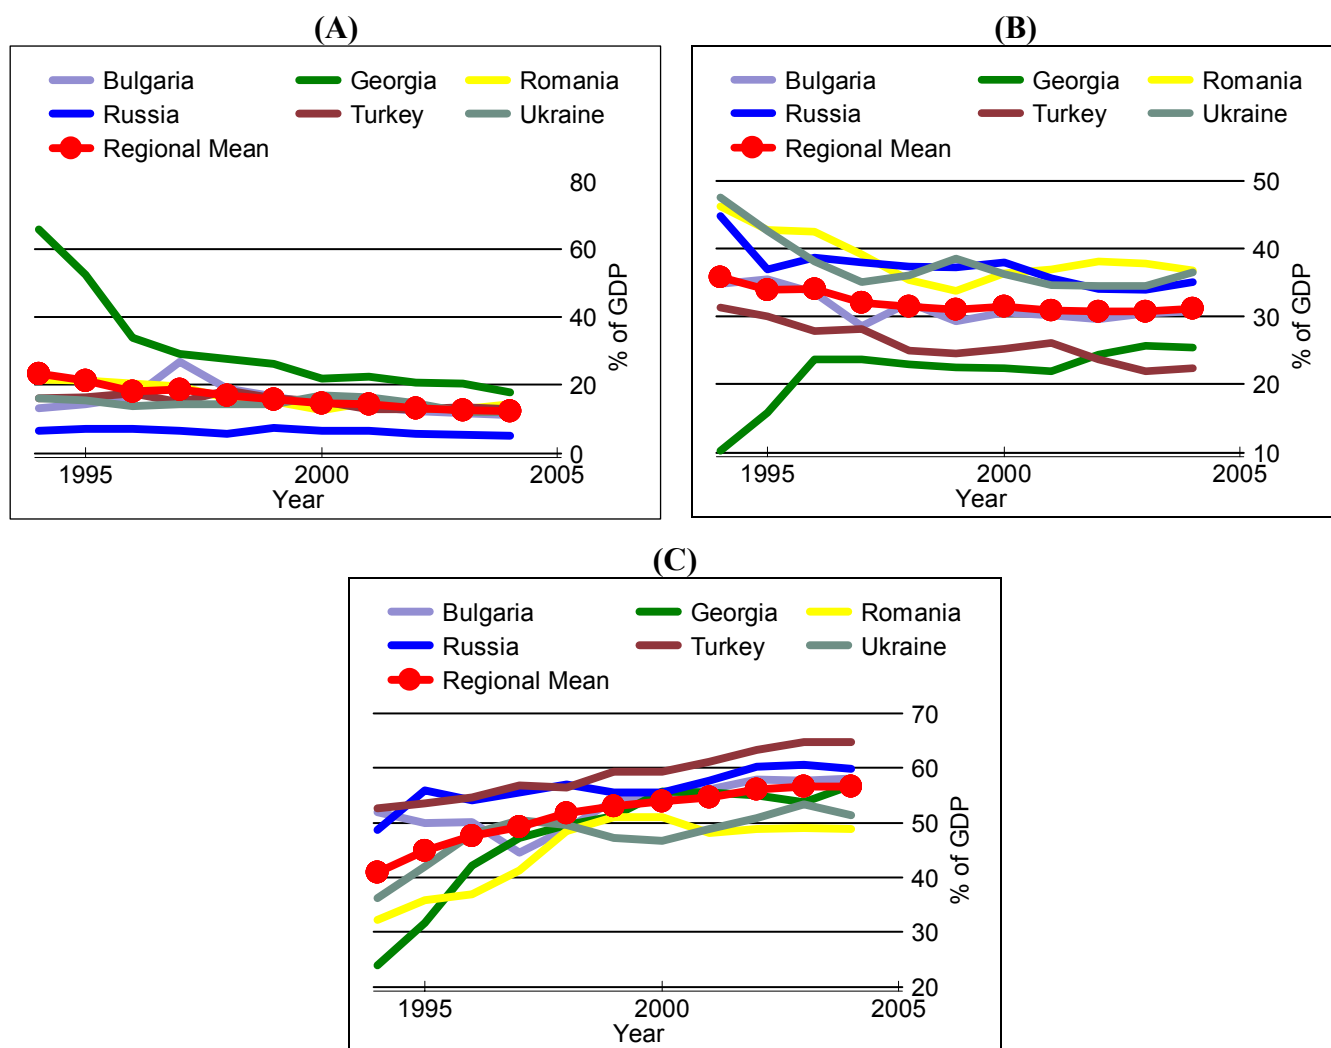 (A)
Bulgaria Georgia Romania
Russia Turkey Ukraine
Regional Mean
80
60
40
20
0
% of GDP
1995 2000 2005
Year
(B)
Bulgaria Georgia Romania
Russia Turkey Ukraine
Regional Mean
50
40
30
20
10
% of GDP
1995 2000 2005
Year
(C)
Bulgaria Georgia Romania
Russia Turkey Ukraine
Regional Mean
70
60
50
40
30
20
% of GDP
1995 2000 2005
Year